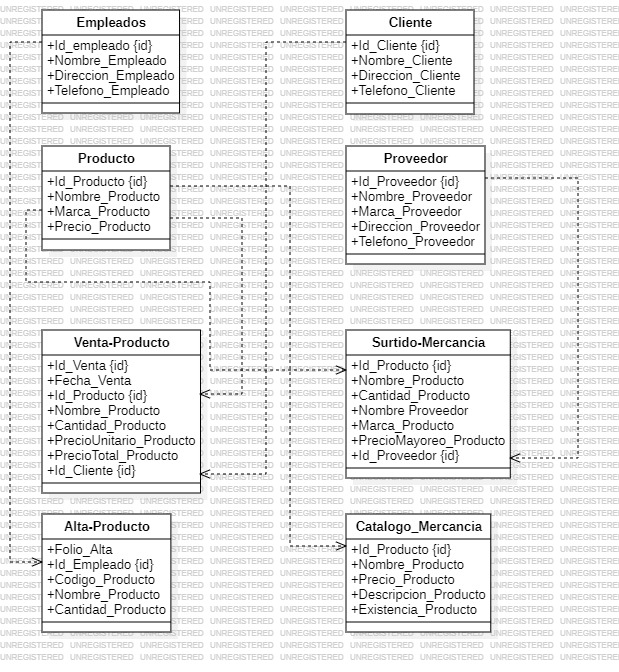 Empleados
+Id_empleado {id}
+Nombre_Empleado
+Direccion_Empleado
+Telefono_Empleado
Cliente
+Id_Cliente {id}
+Nombre_Cliente
+Direccion_Cliente
+Telefono_Cliente
Producto
+Id_Producto {id}
+Nombre_Producto
+Marca_Producto
+Precio_Producto
Proveedor
+Id_Proveedor {id}
+Nombre_Proveedor
+Marca_Proveedor
+Direccion_Proveedor
+Telefono_Proveedor
Venta-Producto
+Id_Venta {id}
+Fecha_Venta
+Id_Producto {id}
+Nombre_Producto
+Cantidad_Producto
+PrecioUnitario_Producto
+PrecioTotal_Producto
+Id_Cliente {id}
Surtido-Mercancia
+Id_Producto {id}
+Nombre_Producto
+Cantidad_Producto
+Nombre Proveedor
+Marca_Producto
+PrecioMayoreo_Producto
+Id_Proveedor {id}
Alta-Producto
+Folio_Alta
+Id_Empleado {id}
+Codigo_Producto
+Nombre_Producto
+Cantidad_Producto
Catalogo_Mercancia
+Id_Producto {id}
+Nombre_Producto
+Precio_Producto
+Descripcion_Producto
+Existencia_Producto
UNREGISTERED